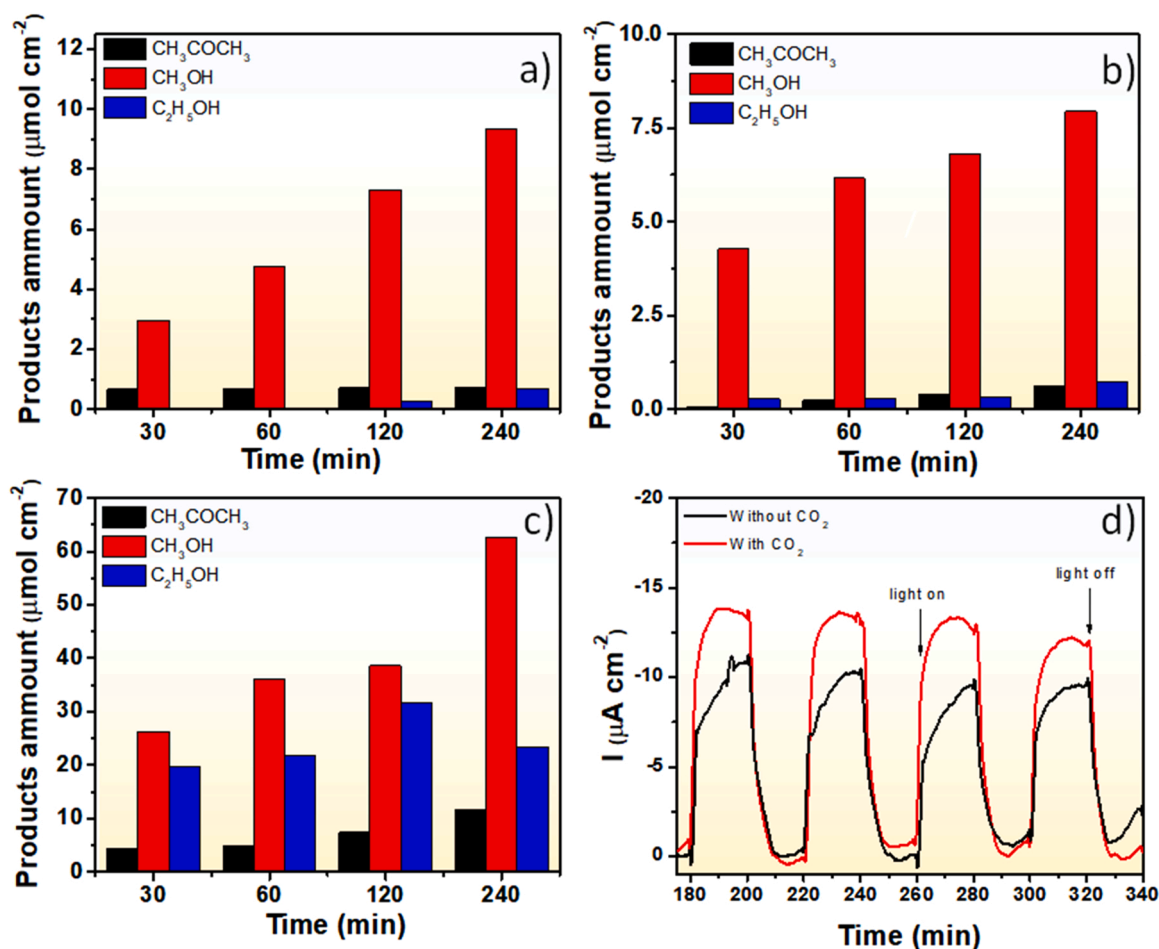 a)
CH₃COCH₃
CH₃OH
C₂H₅OH
Products ammount (μmol cm⁻²)
12
10
8
6
4
2
0
30 60 120 240
Time (min)
b)
CH₃COCH₃
CH₃OH
C₂H₅OH
Products ammount (μmol cm⁻²)
10.0
7.5
5.0
2.5
0.0
30 60 120 240
Time (min)
c)
CH₃COCH₃
CH₃OH
C₂H₅OH
Products amount (μmol cm⁻²)
70
60
50
40
30
20
10
0
30 60 120 240
Time (min)
d)
Without CO₂
With CO₂
light on
light off
I (μA cm⁻²)
-20
-15
-10
-5
0
180 200 220 240 260 280 300 320 340
Time (min)